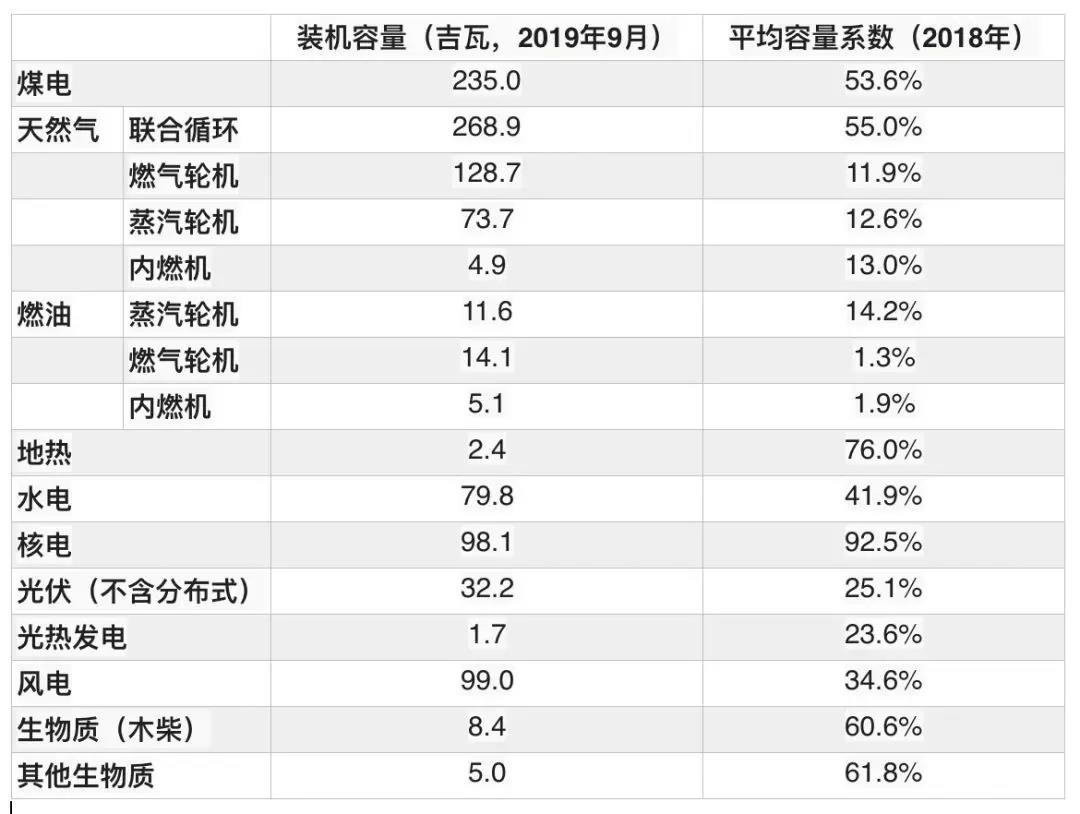 装机容量（吉瓦，2019年9月） 平均容量系数（2018年）
煤电 235.0 53.6%
天然气 联合循环 268.9 55.0%
燃气轮机 128.7 11.9%
蒸汽轮机 73.7 12.6%
内燃机 4.9 13.0%
燃油 蒸汽轮机 11.6 14.2%
燃气轮机 14.1 1.3%
内燃机 5.1 1.9%
地热 2.4 76.0%
水电 79.8 41.9%
核电 98.1 92.5%
光伏（不含分布式） 32.2 25.1%
光热发电 1.7 23.6%
风电 99.0 34.6%
生物质（木柴） 8.4 60.6%
其他生物质 5.0 61.8%